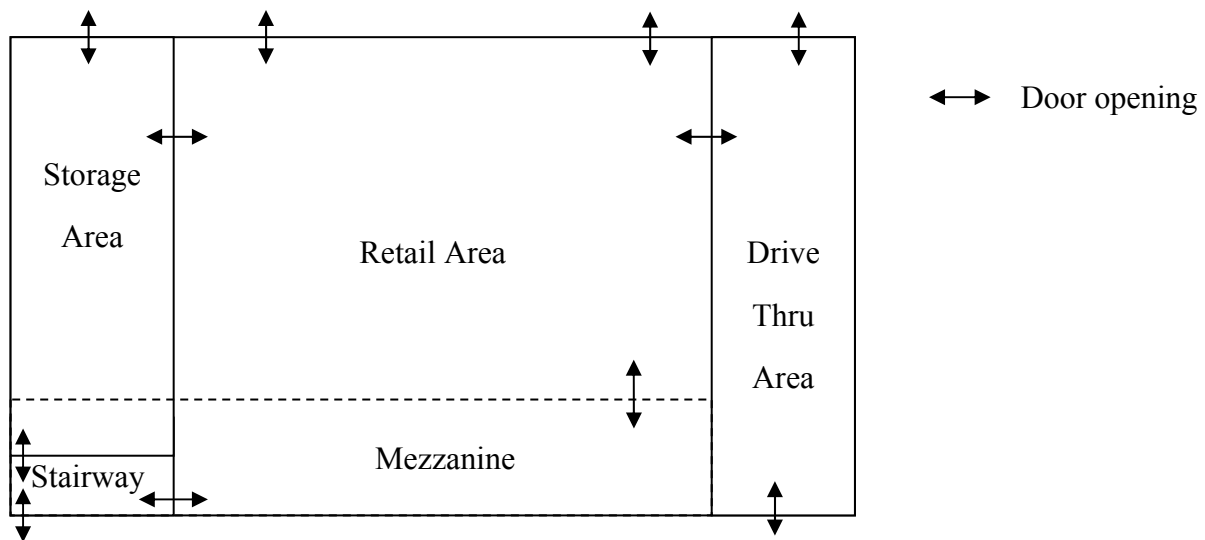 Door opening
Storage
Area
Retail Area
Drive
Thru
Area
Mezzanine
Stairway